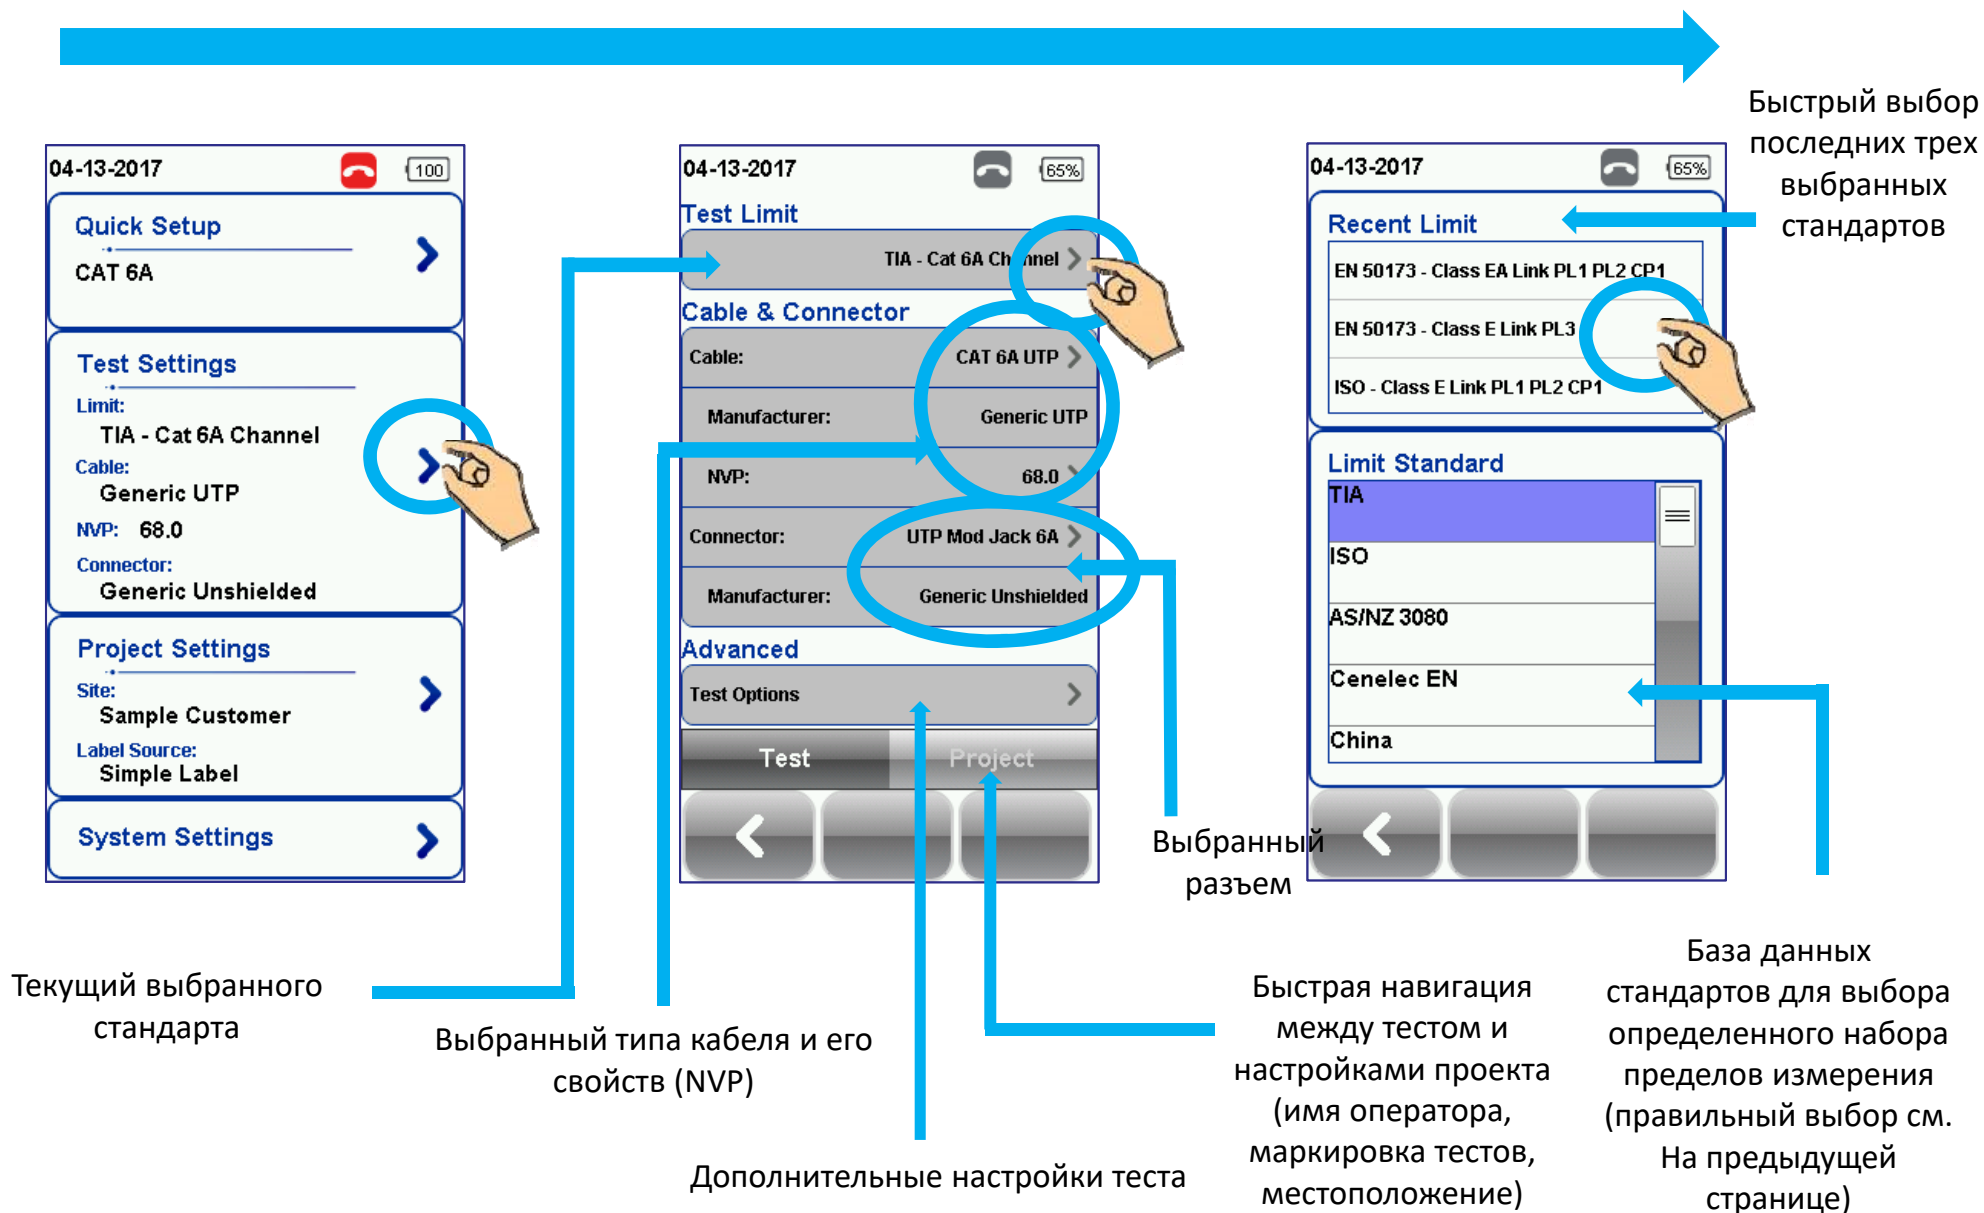 Быстрый выбор
последних трех
выбранных
стандартов
04-13-2017
100
Quick Setup
CAT 6A
Test Settings
Limit:
TIA - Cat 6A Channel
Cable:
Generic UTP
NVP: 68.0
Connector:
Generic Unshielded
Project Settings
Site:
Sample Customer
Label Source:
Simple Label
System Settings
04-13-2017
65%
Test Limit
TIA - Cat 6A Channel
Cable & Connector
Cable: CAT 6A UTP
Manufacturer: Generic UTP
NVP: 68.0
Connector: UTP Mod Jack 6A
Manufacturer: Generic Unshielded
Advanced
Test Options
Test Project
04-13-2017
65%
Recent Limit
EN 50173 - Class EA Link PL1 PL2 CP1
EN 50173 - Class E Link PL3
ISO - Class E Link PL1 PL2 CP1
Limit Standard
TIA
ISO
AS/NZ 3080
Cenelec EN
China
Выбранный
разъем
Текущий выбранного
стандарта
Выбранный типа кабеля и его
свойств (NVP)
Дополнительные настройки теста
Быстрая навигация
между тестом и
настройками проекта
(имя оператора,
маркировка тестов,
местоположение)
База данных
стандартов для выбора
определенного набора
пределов измерения
(правильный выбор см.
На предыдущей
странице)